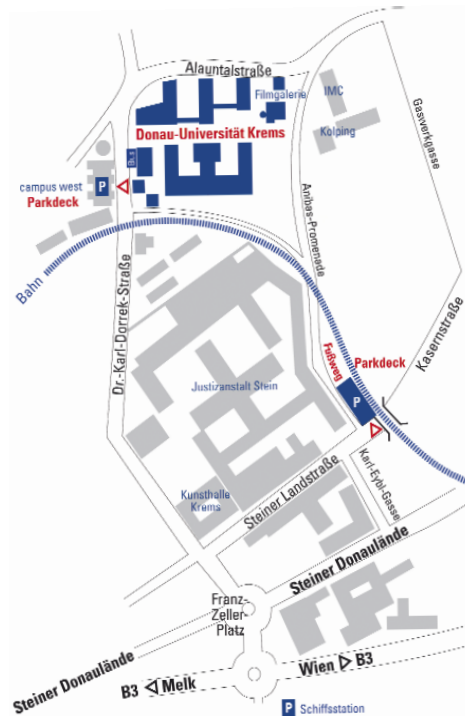 Alauntalstraße
Filmgalerie
IMC
Donau-Universität Krems
Kolping
Gaswerkgasse
campus west
P
Parkdeck
Anibas-Promenade
Bahn
Dr.-Karl-Dorrek-Straße
Kasernstraße
Fußweg
Parkdeck
P
Justizanstalt Stein
Kunsthalle
Krems
Steiner Landstraße
Karl-Eybl-Gasse
Steiner Donaulände
Franz-
Zeller-
Platz
Steiner Donaulände
B3 Melk
Wien B3
P Schiffsstation